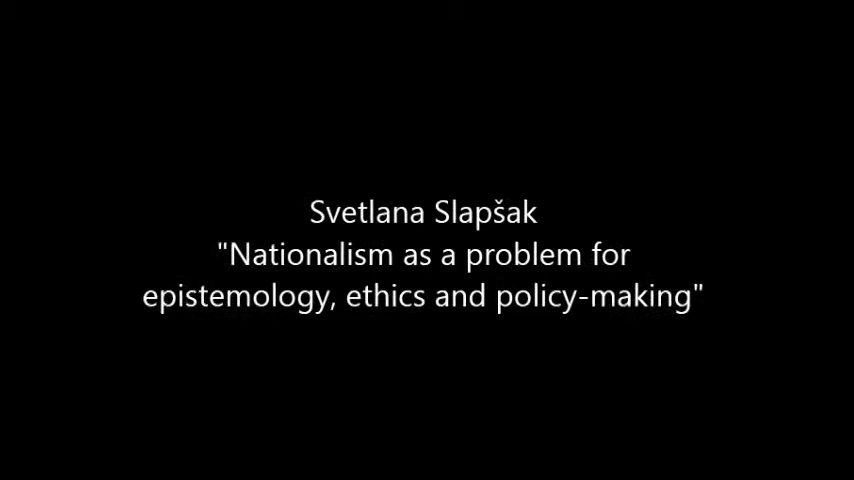 Svetlana Slapšak
"Nationalism as a problem for
epistemology, ethics and policy-making"